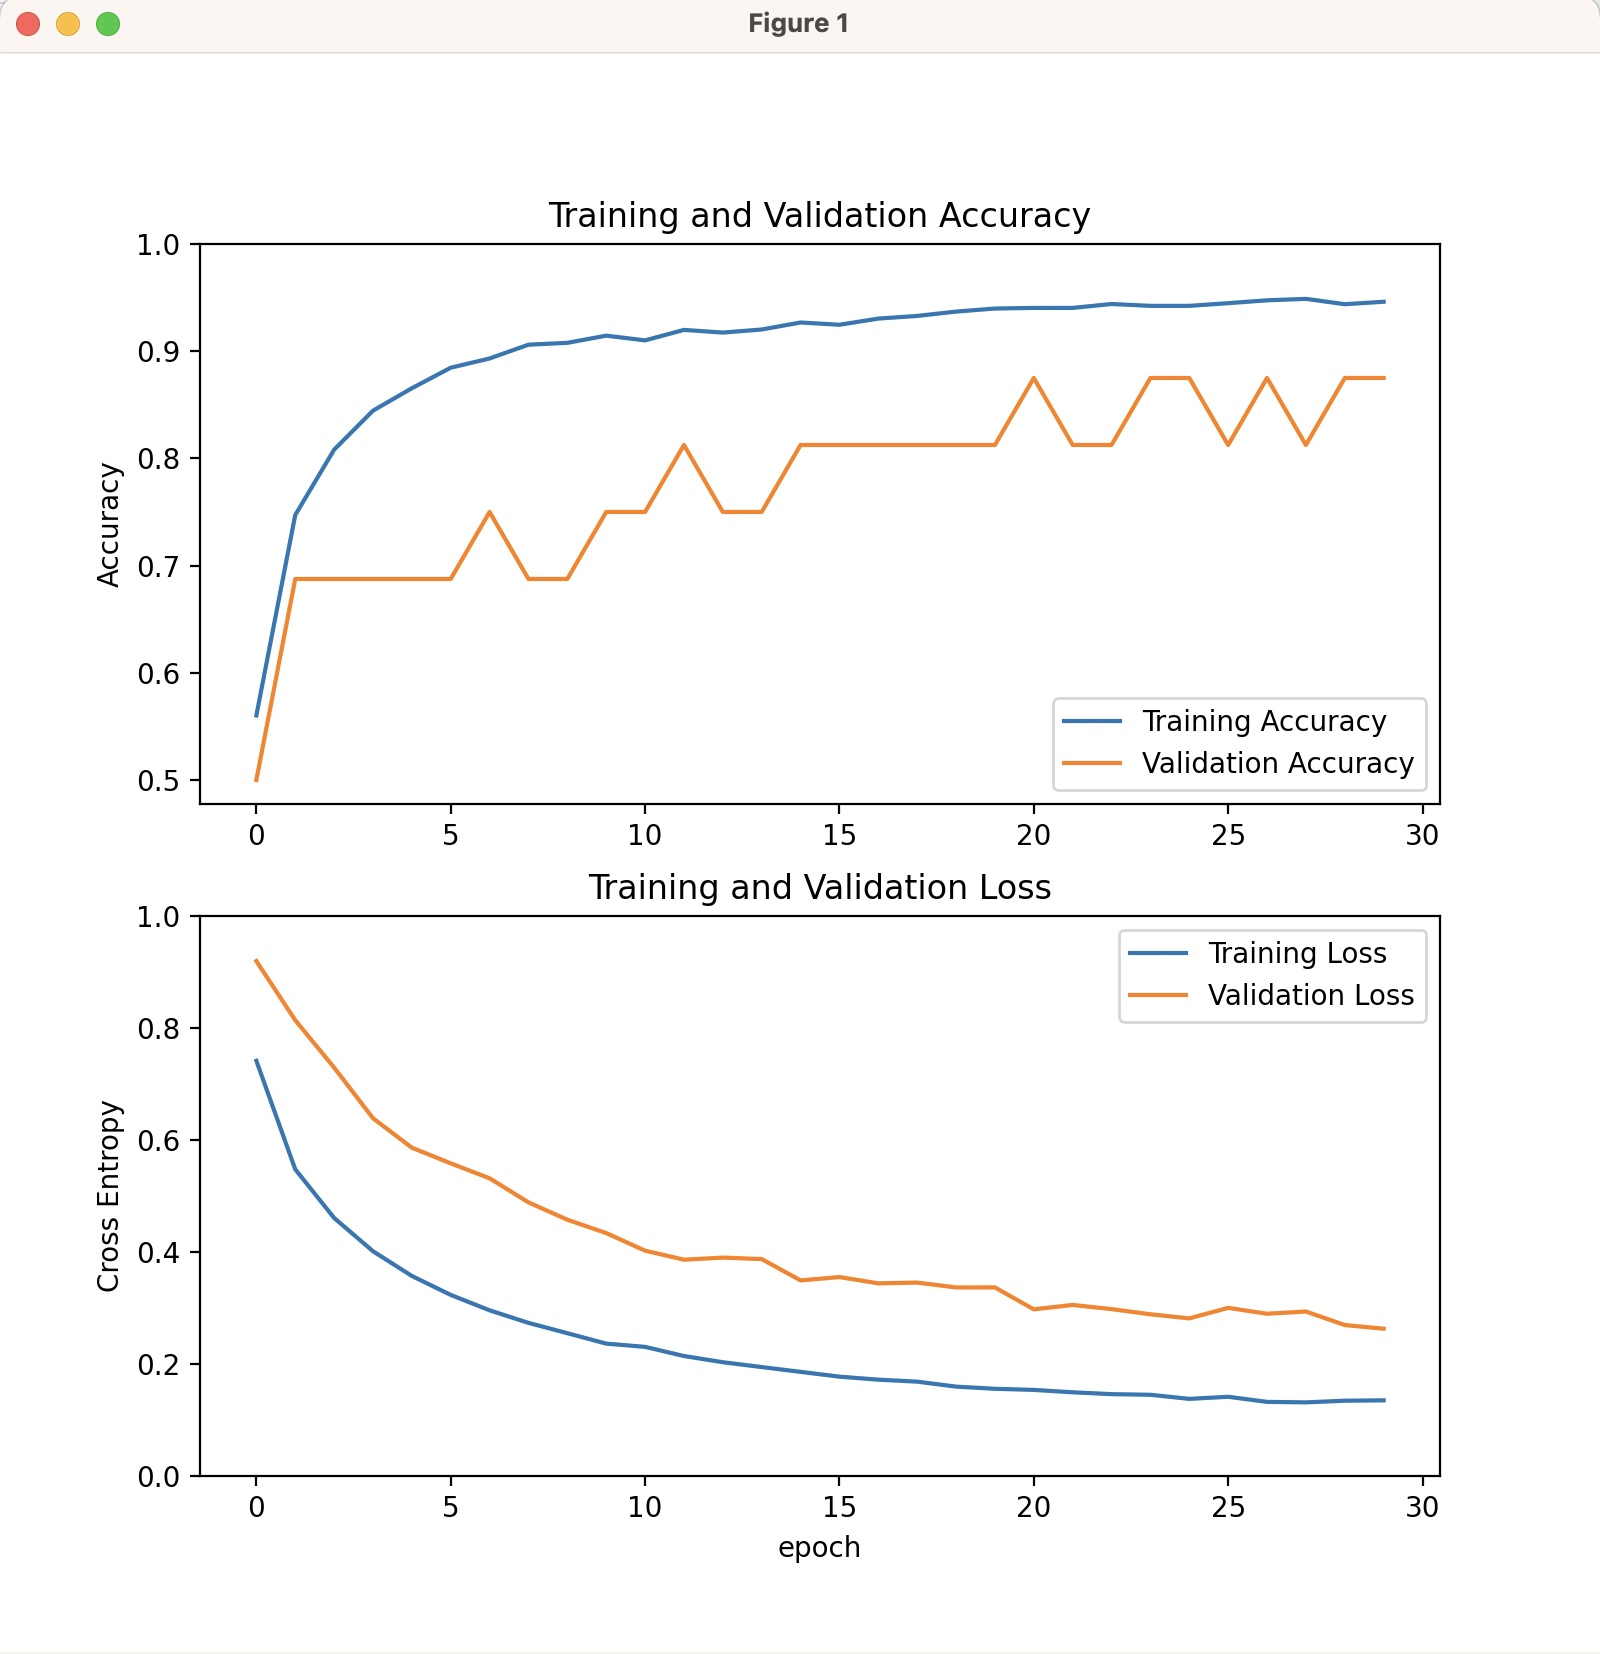 Figure 1
Training and Validation Accuracy
1.0
0.9
0.8
0.7
0.6
0.5
Accuracy
Training Accuracy
Validation Accuracy
0 5 10 15 20 25 30
Training and Validation Loss
1.0
0.8
0.6
0.4
0.2
0.0
Cross Entropy
Training Loss
Validation Loss
0 5 10 15 20 25 30
epoch